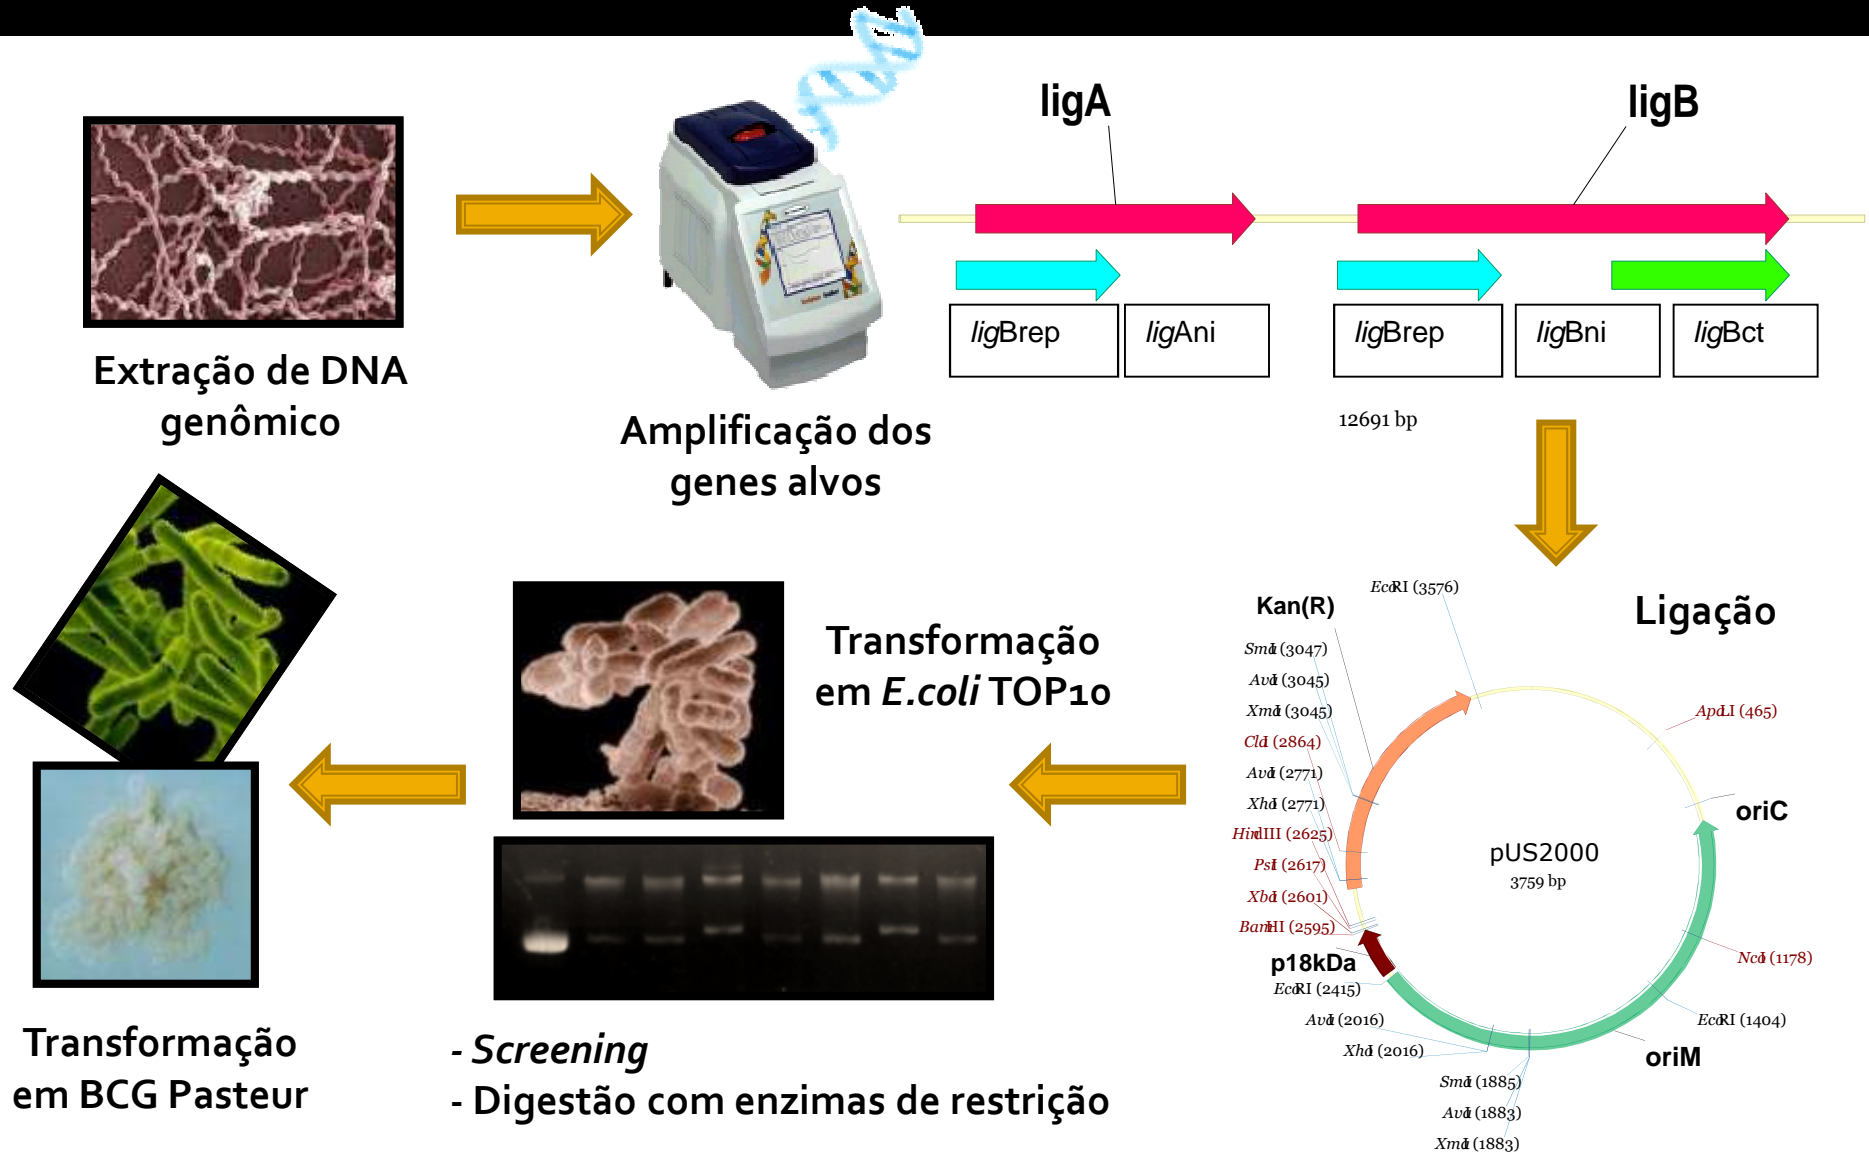 ligA
ligB
ligBrep
ligAni
ligBrep
ligBni
ligBct
12691 bp
Extração de DNA
genômico
Amplificação dos
genes alvos
Ligação
EcoRI (3576)
Kan(R)
SmaI (3047)
AvaI (3045)
XmaI (3045)
ClaI (2864)
AvaI (2771)
XhoI (2771)
HindIII (2625)
PstI (2617)
XbaI (2601)
BamHI (2595)
p18kDa
EcoRI (2415)
AvaI (2016)
XhoI (2016)
SmaI (1885)
AvaI (1883)
XmaI (1883)
ApaLI (465)
oriC
pUS2000
3759 bp
NcoI (1178)
EcoRI (1404)
oriM
Transformação
em E.coli TOP10
- Screening
- Digestão com enzimas de restrição
Transformação
em BCG Pasteur